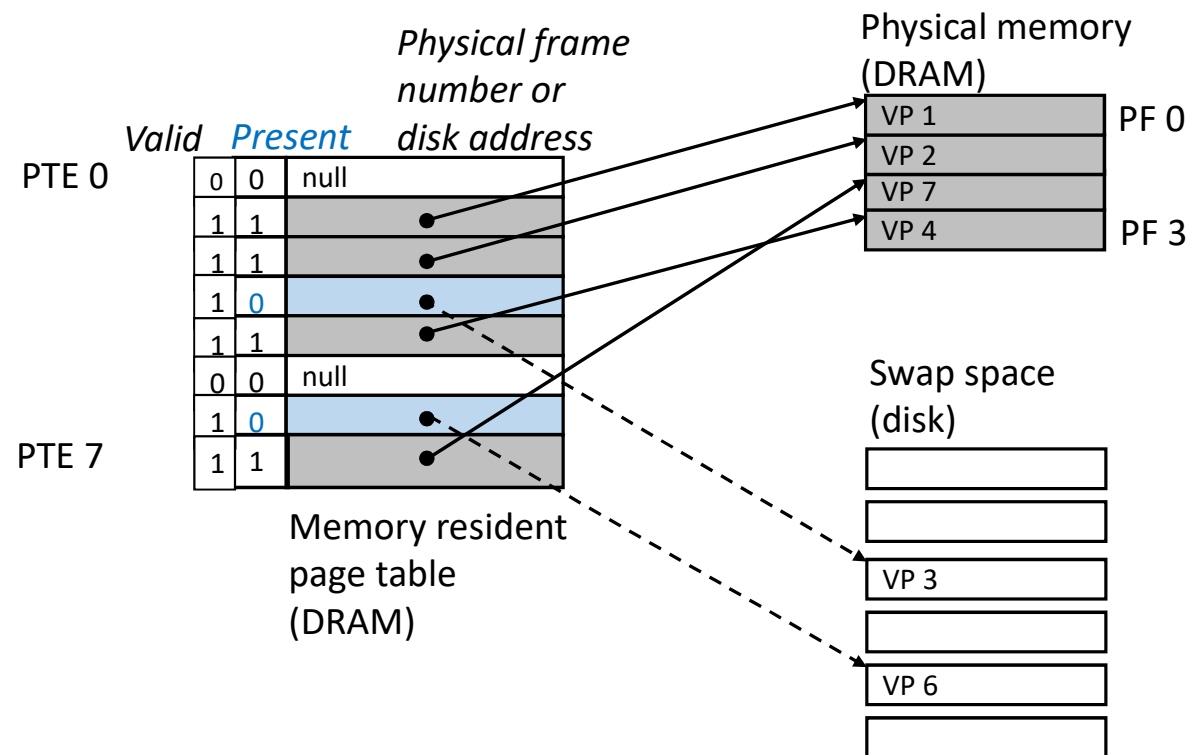 Physical frame
number or
disk address
Valid Present
PTE 0
0 0 null
1 1
1 1
1 0
1 1
0 0 null
1 0
1 1
PTE 7
Memory resident
page table
(DRAM)
Physical memory
(DRAM)
VP 1 PF 0
VP 2
VP 7
VP 4 PF 3
Swap space
(disk)
VP 3
VP 6